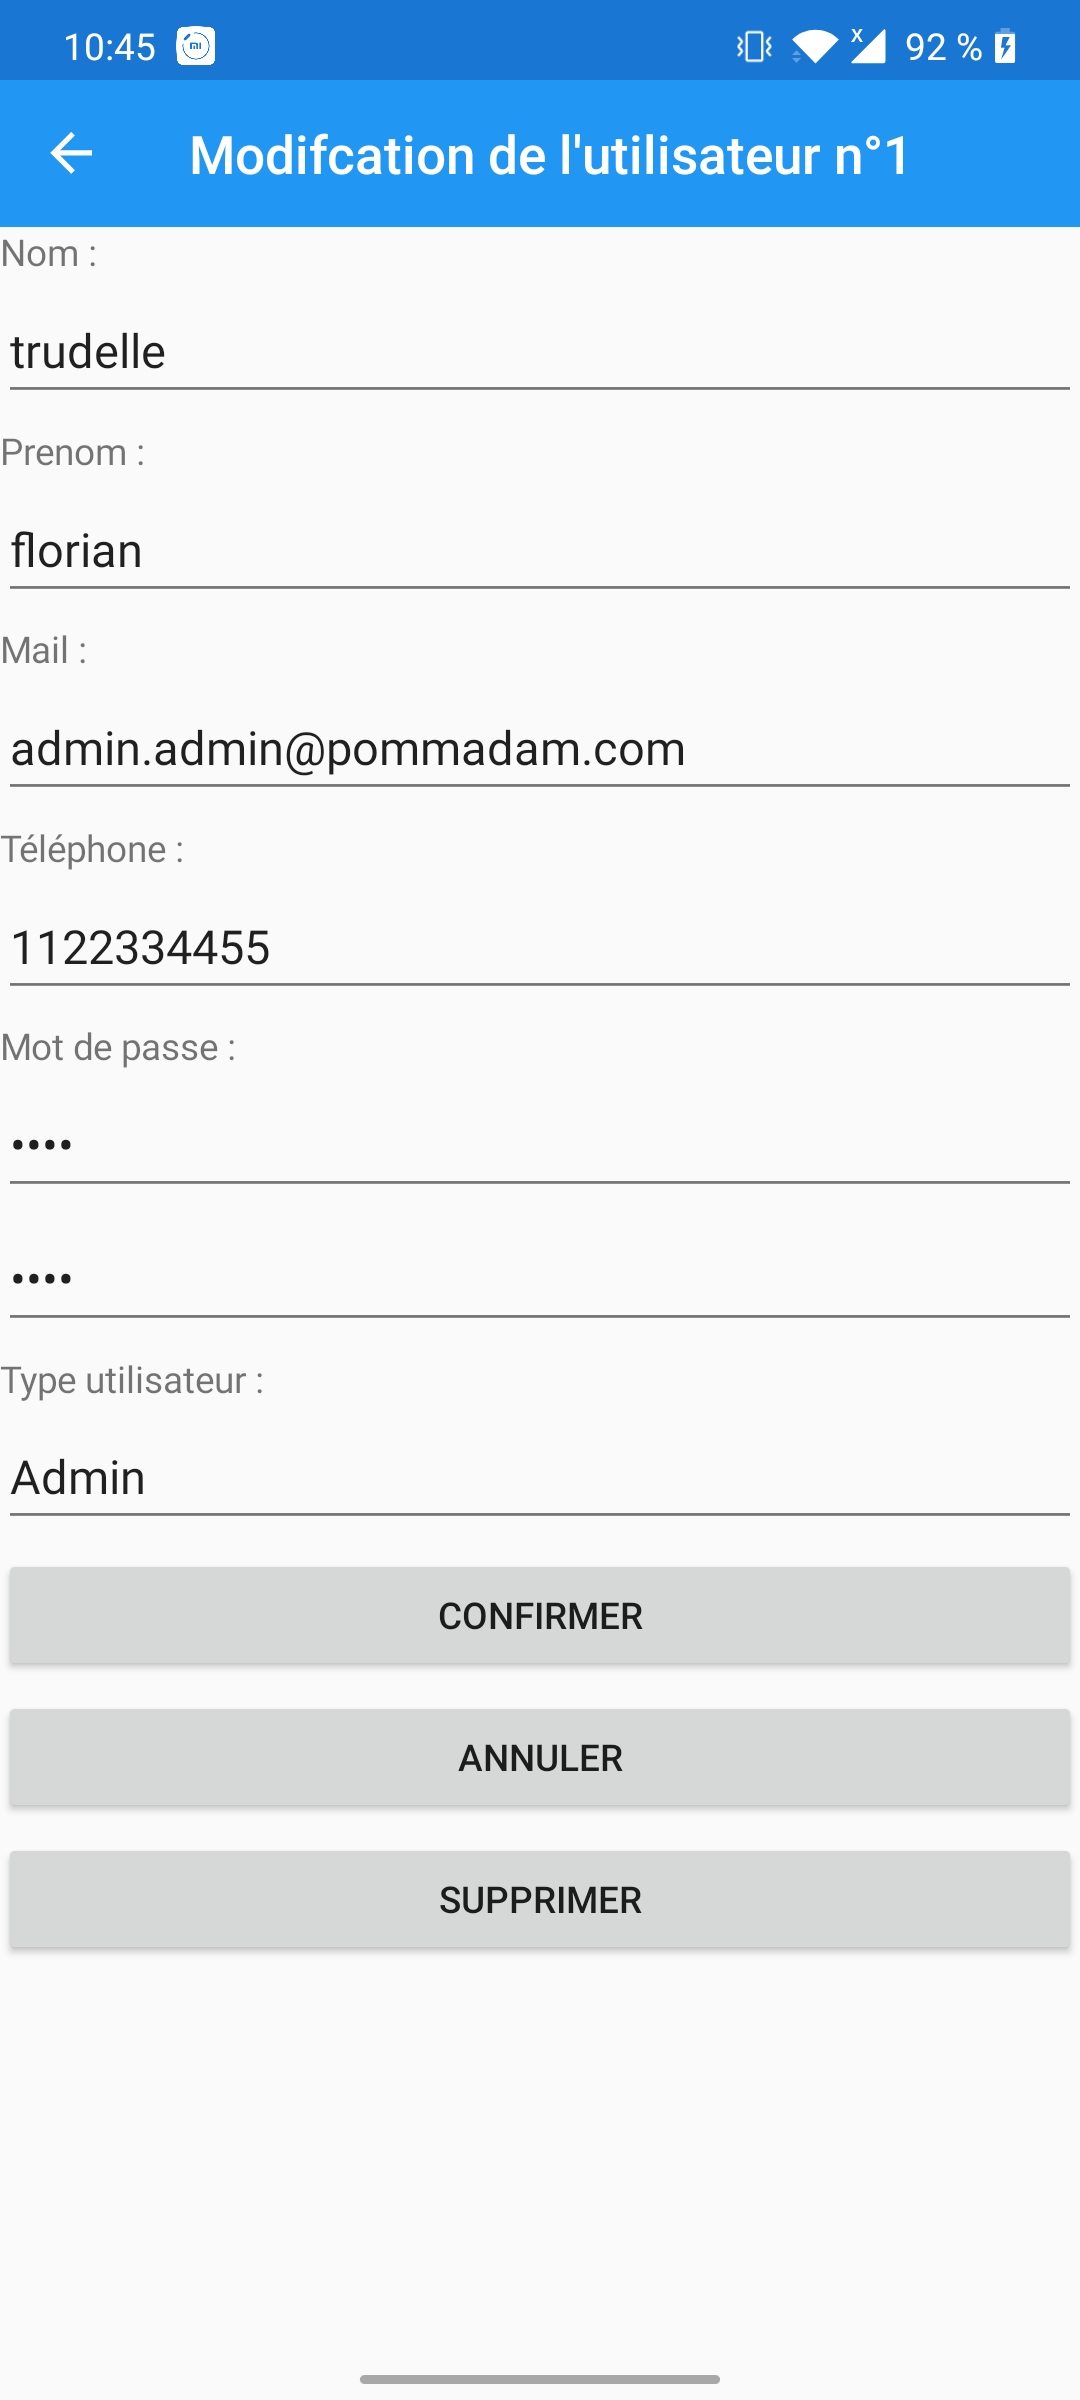 10:45 92 %
Modifcation de l'utilisateur n°1
Nom :
trudelle
Prenom :
florian
Mail :
admin.admin@pommadam.com
Téléphone :
1122334455
Mot de passe :
••••
••••
Type utilisateur :
Admin
CONFIRMER
ANNULER
SUPPRIMER